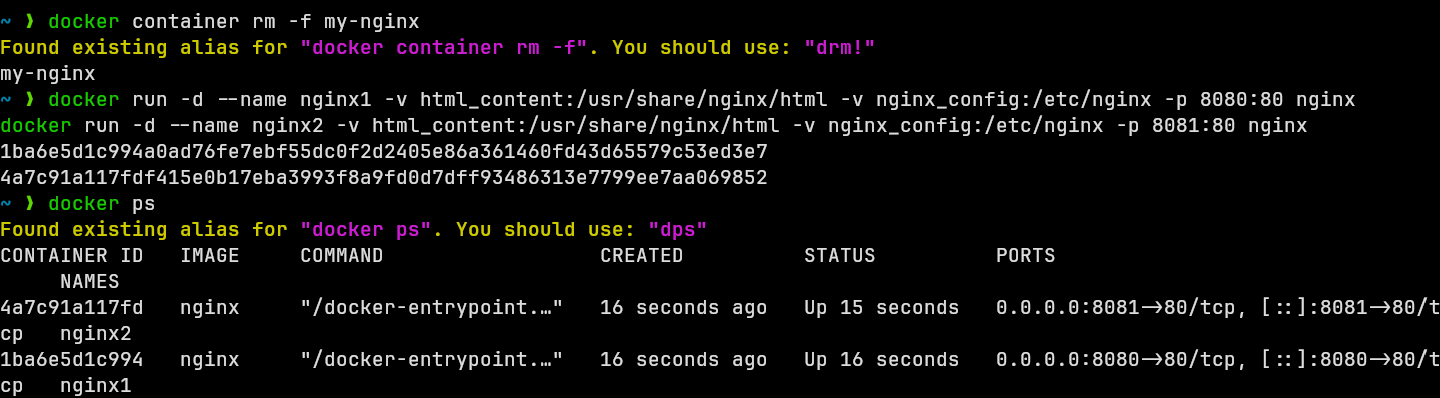 ~ ❯ docker container rm -f my-nginx
Found existing alias for "docker container rm -f". You should use: "drm!"
my-nginx
~ ❯ docker run -d --name nginx1 -v html_content:/usr/share/nginx/html -v nginx_config:/etc/nginx -p 8080:80 nginx
docker run -d --name nginx2 -v html_content:/usr/share/nginx/html -v nginx_config:/etc/nginx -p 8081:80 nginx
1ba6e5d1c994a0ad76fe7ebf55dc0f2d2405e86a361460fd43d65579c53ed3e7
4a7c91a117fdf415e0b17eba3993f8a9fd0d7dff93486313e7799ee7aa069852
~ ❯ docker ps
Found existing alias for "docker ps". You should use: "dps"
CONTAINER ID   IMAGE     COMMAND                  CREATED          STATUS          PORTS
     NAMES
4a7c91a117fd   nginx     "/docker-entrypoint.…"   16 seconds ago   Up 15 seconds   0.0.0.0:8081->80/tcp, [::]:8081->80/t
cp   nginx2
1ba6e5d1c994   nginx     "/docker-entrypoint.…"   16 seconds ago   Up 16 seconds   0.0.0.0:8080->80/tcp, [::]:8080->80/t
cp   nginx1